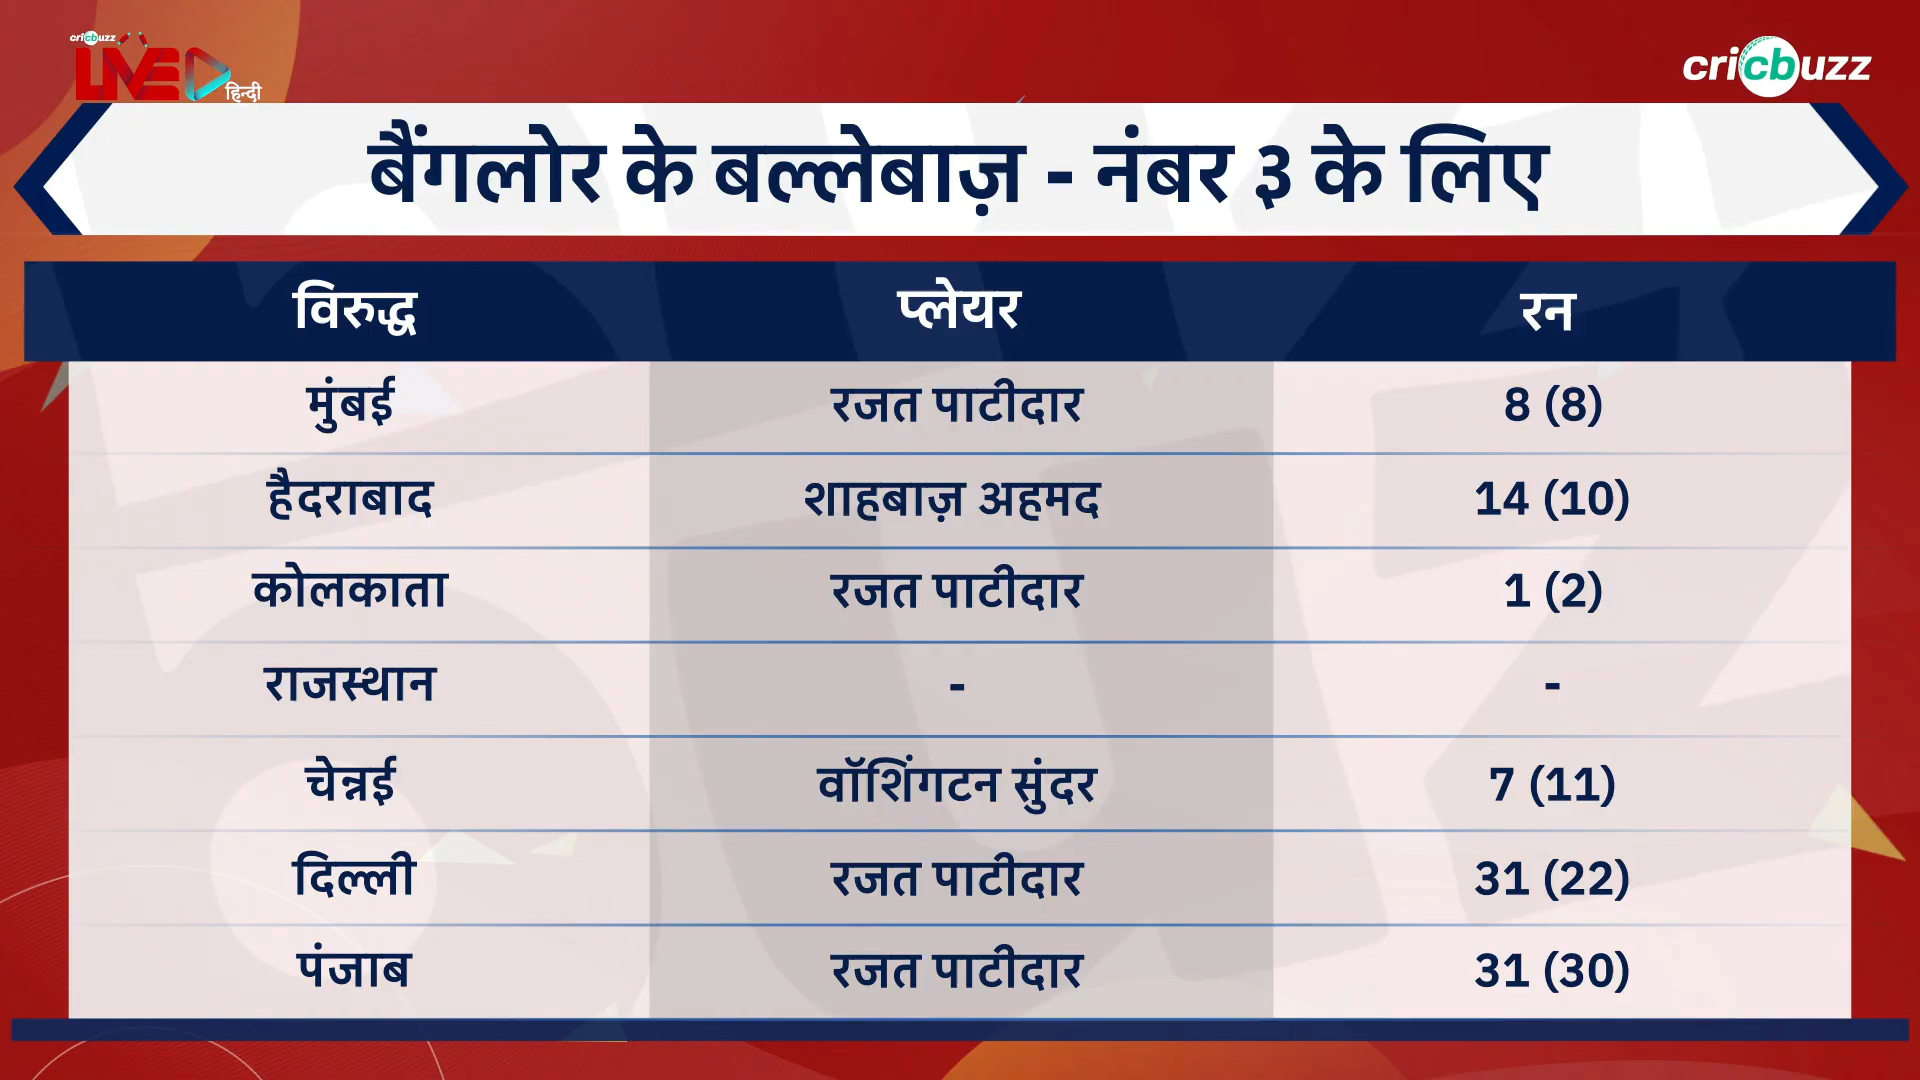 cricbuzz
LIVE हिन्दी
cricbuzz
बैंगलोर के बल्लेबाज़ - नंबर ३ के लिए
विरुद्ध प्लेयर रन
मुंबई रजत पाटीदार 8 (8)
हैदराबाद शाहबाज़ अहमद 14 (10)
कोलकाता रजत पाटीदार 1 (2)
राजस्थान - -
चेन्नई वॉशिंगटन सुंदर 7 (11)
दिल्ली रजत पाटीदार 31 (22)
पंजाब रजत पाटीदार 31 (30)